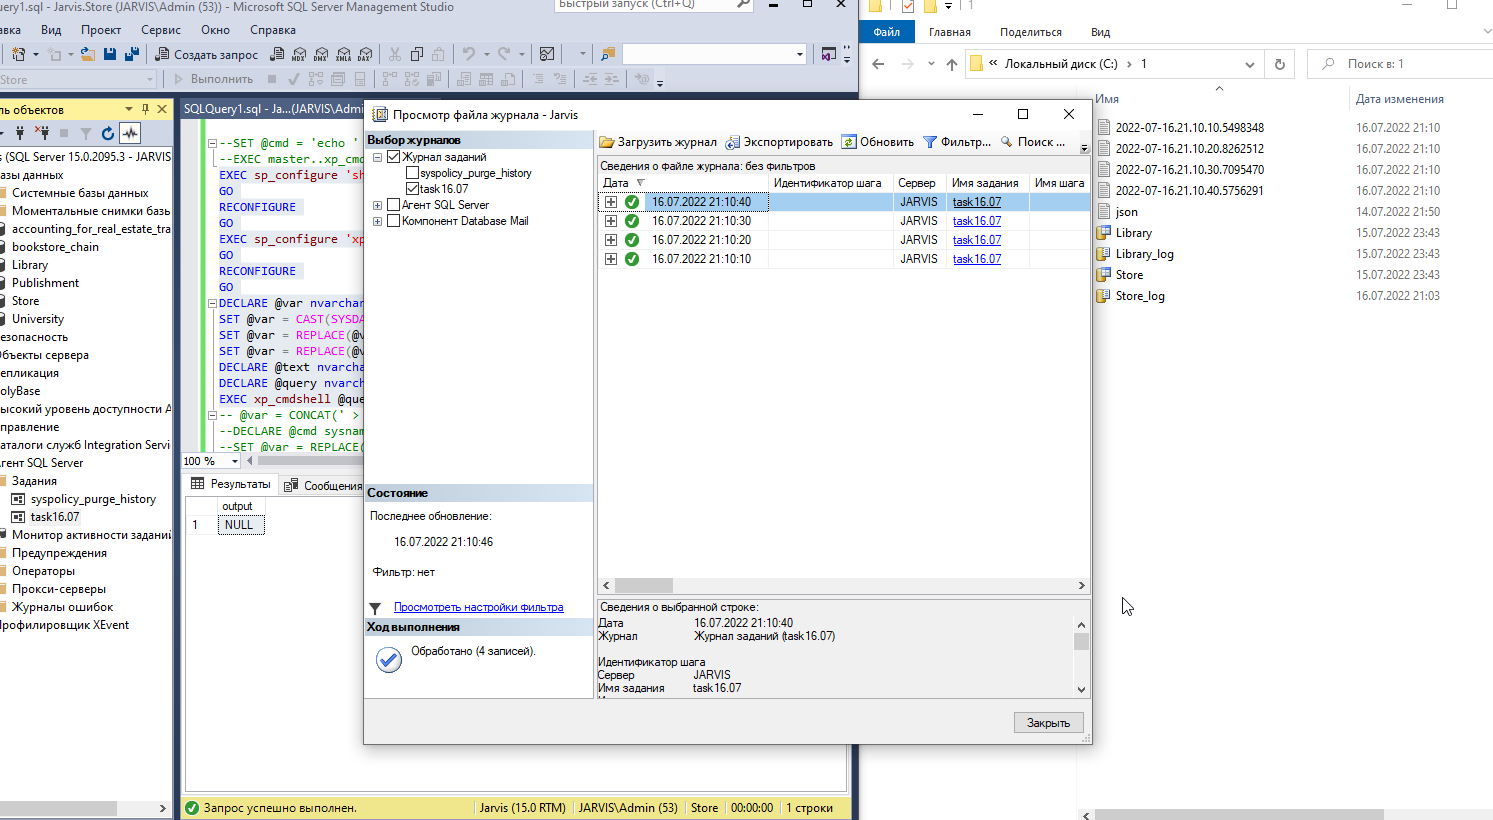 query1.sql - Jarvis.Store (JARVIS\Admin (53)) - Microsoft SQL Server Management Studio
Быстрый запуск (Ctrl+Q)
Вид Проект Сервис Окно Справка
Создать запрос
MDX DMX XMLA DAX
Store
Выполнить
SQLQuery1.sql - Ja...(JARVIS\Admi
(SQL Server 15.0.2095.3 - JARVIS
Системные базы данных
Моментальные снимки базы
accounting_for_real_estate_tra
bookstore_chain
Library
Publishment
Store
University
езопасность
бъекты сервера
епликация
olyBase
ысокий уровень доступности A
правление
аталоги служб Integration Servi
гент SQL Server
Задания
syspolicy_purge_history
task16.07
Монитор активности заданий
Предупреждения
Операторы
Прокси-серверы
Журналы ошибок
рофилировщик XEvent
--SET @cmd = 'echo '
--EXEC master..xp_cm
EXEC sp_configure 'sh
GO
RECONFIGURE
GO
EXEC sp_configure 'xp
GO
RECONFIGURE
GO
DECLARE @var nvarchar
SET @var = CAST(SYSDA
SET @var = REPLACE(@v
SET @var = REPLACE(@v
DECLARE @text nvarcha
DECLARE @query nvarch
EXEC xp_cmdshell @que
-- @var = CONCAT(' >
--DECLARE @cmd sysnam
--SET @var = REPLACE(
100 %
Результаты Сообщения
output
1 NULL
Запрос успешно выполнен.
Jarvis (15.0 RTM) JARVIS\Admin (53) Store 00:00:00 1 строки
Просмотр файла журнала - Jarvis
Выбор журналов
Журнал заданий
syspolicy_purge_history
task16.07
Агент SQL Server
Компонент Database Mail
Состояние
Последнее обновление:
16.07.2022 21:10:46
Фильтр: нет
Просмотреть настройки фильтра
Ход выполнения
Обработано (4 записей).
Загрузить журнал Экспортировать Обновить Фильтр... Поиск ...
Сведения о файле журнала: без фильтров
Дата Идентификатор шага Сервер Имя задания Имя шага
16.07.2022 21:10:40 JARVIS task16.07
16.07.2022 21:10:30 JARVIS task16.07
16.07.2022 21:10:20 JARVIS task16.07
16.07.2022 21:10:10 JARVIS task16.07
Сведения о выбранной строке:
Дата 16.07.2022 21:10:40
Журнал Журнал заданий (task16.07)
Идентификатор шага
Сервер JARVIS
Имя задания task16.07
Закрыть
1
Файл Главная Поделиться Вид
« Локальный диск (C:) › 1
Поиск в: 1
Имя Дата изменения
2022-07-16.21.10.10.5498348 16.07.2022 21:10
2022-07-16.21.10.20.8262512 16.07.2022 21:10
2022-07-16.21.10.30.7095470 16.07.2022 21:10
2022-07-16.21.10.40.5756291 16.07.2022 21:10
json 14.07.2022 21:50
Library 15.07.2022 23:43
Library_log 15.07.2022 23:43
Store 15.07.2022 23:43
Store_log 16.07.2022 21:03